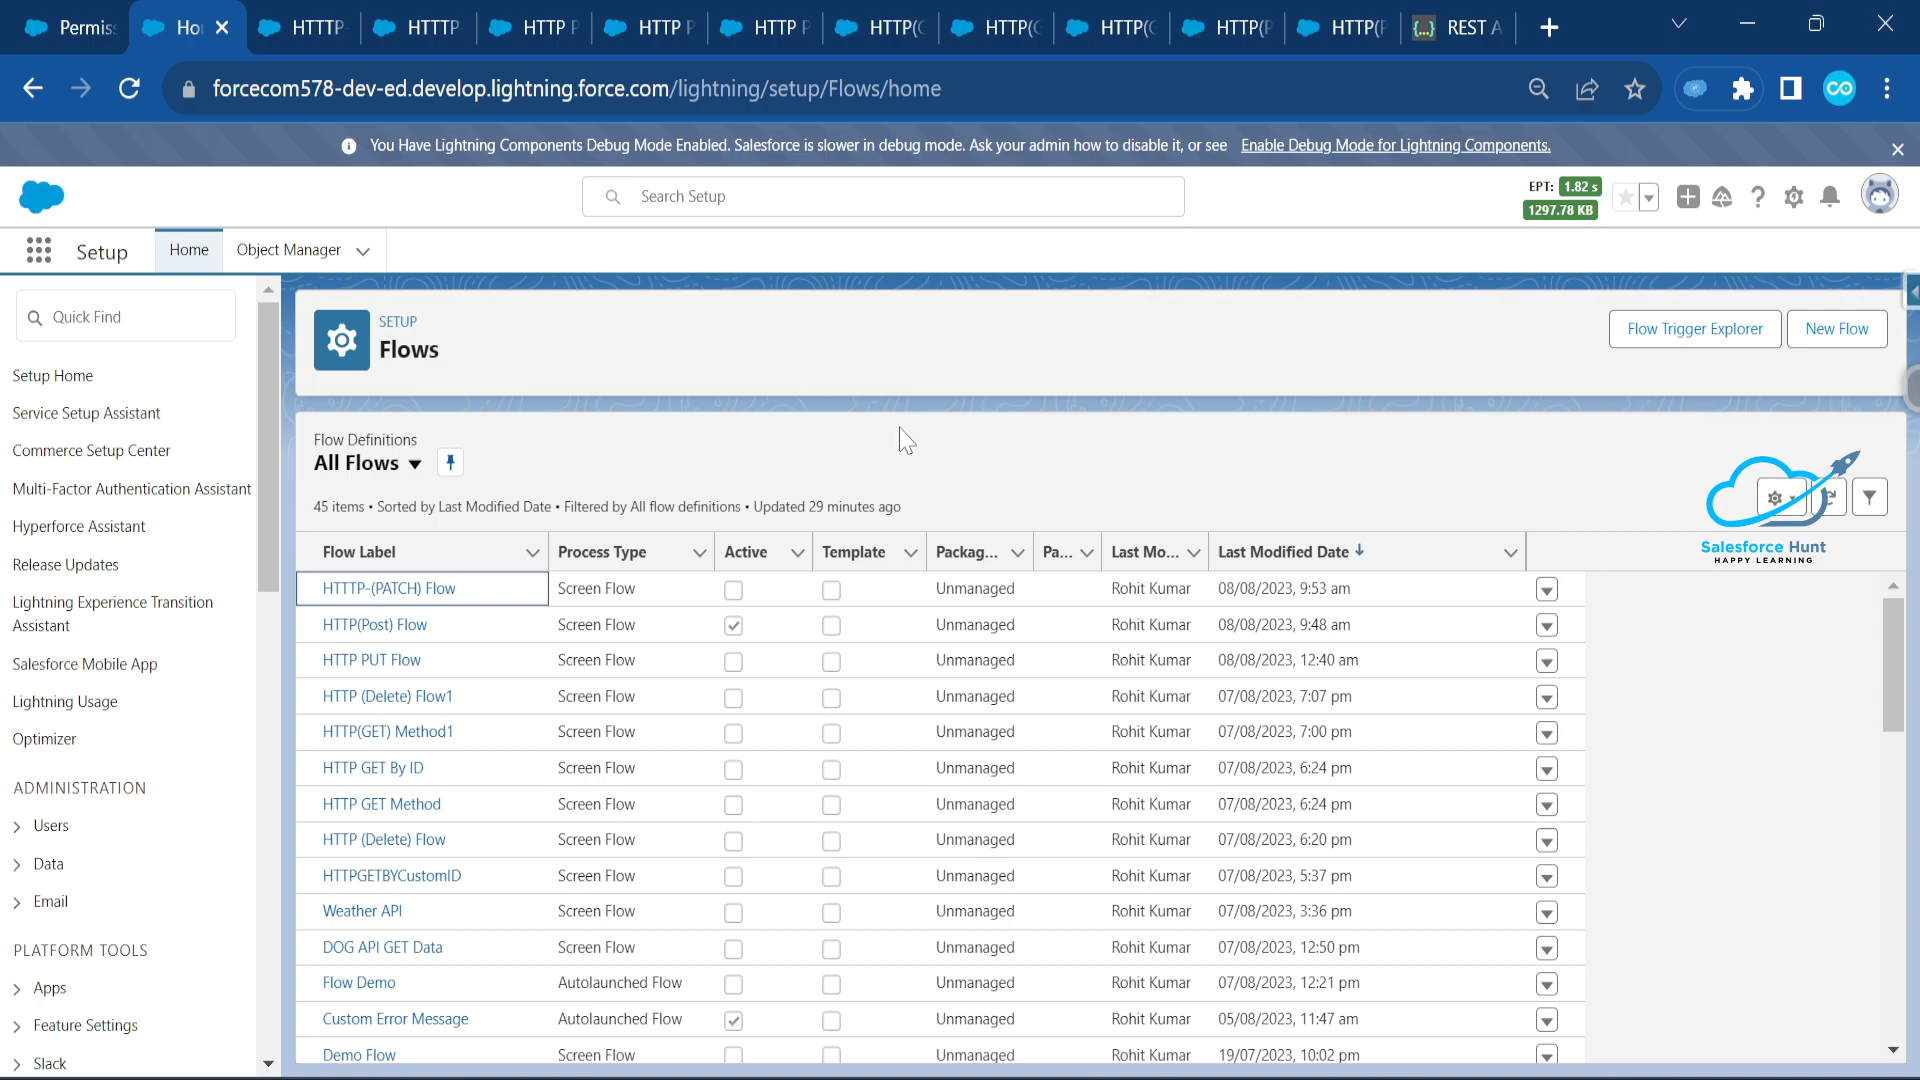 Permis
Ho
HTTTP-
HTTTP-
HTTP P
HTTP P
HTTP P
HTTP(G
HTTP(G
HTTP(G
HTTP(P
HTTP(P
REST A
forcecom578-dev-ed.develop.lightning.force.com/lightning/setup/Flows/home
You Have Lightning Components Debug Mode Enabled. Salesforce is slower in debug mode. Ask your admin how to disable it, or see Enable Debug Mode for Lightning Components.
Search Setup
EPT: 1.82 s
1297.78 KB
Setup Home Object Manager
Quick Find
Setup Home
Service Setup Assistant
Commerce Setup Center
Multi-Factor Authentication Assistant
Hyperforce Assistant
Release Updates
Lightning Experience Transition
Assistant
Salesforce Mobile App
Lightning Usage
Optimizer
ADMINISTRATION
Users
Data
Email
PLATFORM TOOLS
Apps
Feature Settings
Slack
SETUP
Flows
Flow Trigger Explorer
New Flow
Flow Definitions
All Flows
45 items • Sorted by Last Modified Date • Filtered by All flow definitions • Updated 29 minutes ago
Salesforce Hunt
HAPPY LEARNING
Flow Label Process Type Active Template Packag... Pa... Last Mo... Last Modified Date
HTTTP-(PATCH) Flow Screen Flow Unmanaged Rohit Kumar 08/08/2023, 9:53 am
HTTP(Post) Flow Screen Flow Unmanaged Rohit Kumar 08/08/2023, 9:48 am
HTTP PUT Flow Screen Flow Unmanaged Rohit Kumar 08/08/2023, 12:40 am
HTTP (Delete) Flow1 Screen Flow Unmanaged Rohit Kumar 07/08/2023, 7:07 pm
HTTP(GET) Method1 Screen Flow Unmanaged Rohit Kumar 07/08/2023, 7:00 pm
HTTP GET By ID Screen Flow Unmanaged Rohit Kumar 07/08/2023, 6:24 pm
HTTP GET Method Screen Flow Unmanaged Rohit Kumar 07/08/2023, 6:24 pm
HTTP (Delete) Flow Screen Flow Unmanaged Rohit Kumar 07/08/2023, 6:20 pm
HTTPGETBYCustomID Screen Flow Unmanaged Rohit Kumar 07/08/2023, 5:37 pm
Weather API Screen Flow Unmanaged Rohit Kumar 07/08/2023, 3:36 pm
DOG API GET Data Screen Flow Unmanaged Rohit Kumar 07/08/2023, 12:50 pm
Flow Demo Autolaunched Flow Unmanaged Rohit Kumar 07/08/2023, 12:21 pm
Custom Error Message Autolaunched Flow Unmanaged Rohit Kumar 05/08/2023, 11:47 am
Demo Flow Screen Flow Unmanaged Rohit Kumar 19/07/2023, 10:02 pm